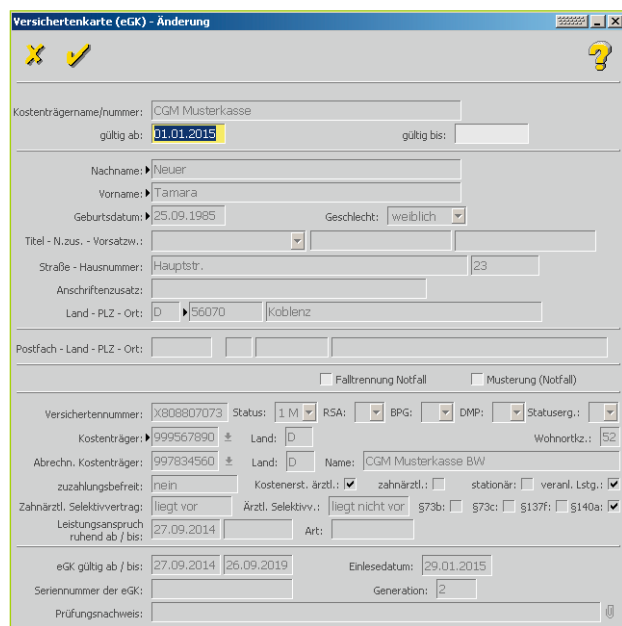 Versichertenkarte (eGK) - Änderung
Kostenträgername/nummer: CGM Musterkasse
gültig ab: 01.01.2015 gültig bis:
Nachname: Neuer
Vorname: Tamara
Geburtsdatum: 25.09.1985 Geschlecht: weiblich
Titel - N.zus. - Vorsatzw.:
Straße - Hausnummer: Hauptstr. 23
Anschriftenzusatz:
Land - PLZ - Ort: D 56070 Koblenz
Postfach - Land - PLZ - Ort:
Falltrennung Notfall Musterung (Notfall)
Versichertennummer: X808807073 Status: 1 M RSA: BPG: DMP: Statuserg.:
Kostenträger: 999567890 Land: D Wohnortkz.: 52
Abrechn. Kostenträger: 997834560 Land: D Name: CGM Musterkasse BW
zuzahlungsbefreit: nein Kostenerst. ärztl.: zahnärztl.: stationär: veranl. Lstg.:
Zahnärztl. Selektivvertrag: liegt vor Ärztl. Selektivv.: liegt nicht vor §73b: §73c: §137f: §140a:
Leistungsanspruch
ruhend ab / bis: 27.09.2014 Art:
eGK gültig ab / bis: 27.09.2014 26.09.2019 Einlesedatum: 29.01.2015
Seriennummer der eGK: Generation: 2
Prüfungsnachweis: